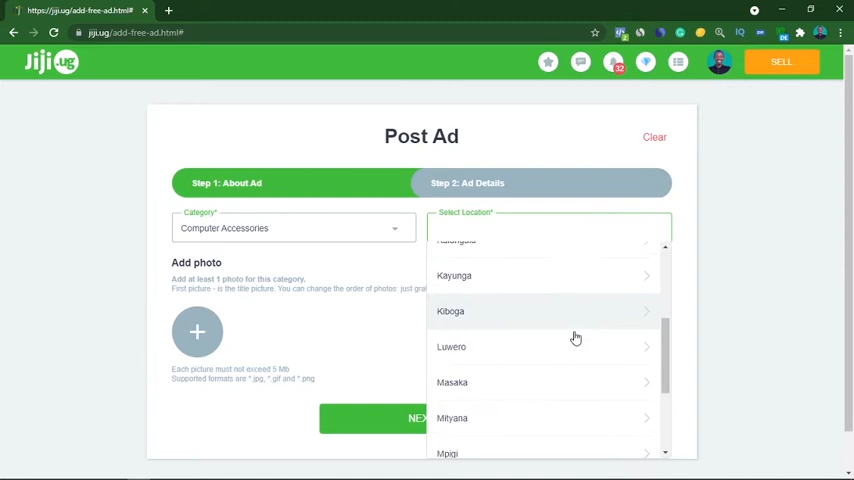 https://jiji.ug/add-free-ad.html#
jiji.ug/add-free-ad.html#
Jiji.ug
32
SELL
Post Ad
Clear
Step 1: About Ad
Step 2: Ad Details
Category*
Computer Accessories
Select Location*
Add photo
Add at least 1 photo for this category.
First picture - is the title picture. You can change the order of photos: just
Each picture must not exceed 5 Mb
Supported formats are *.jpg, *.gif and *.png
Kayunga
Kiboga
Luwero
Masaka
Mityana
Mpigi